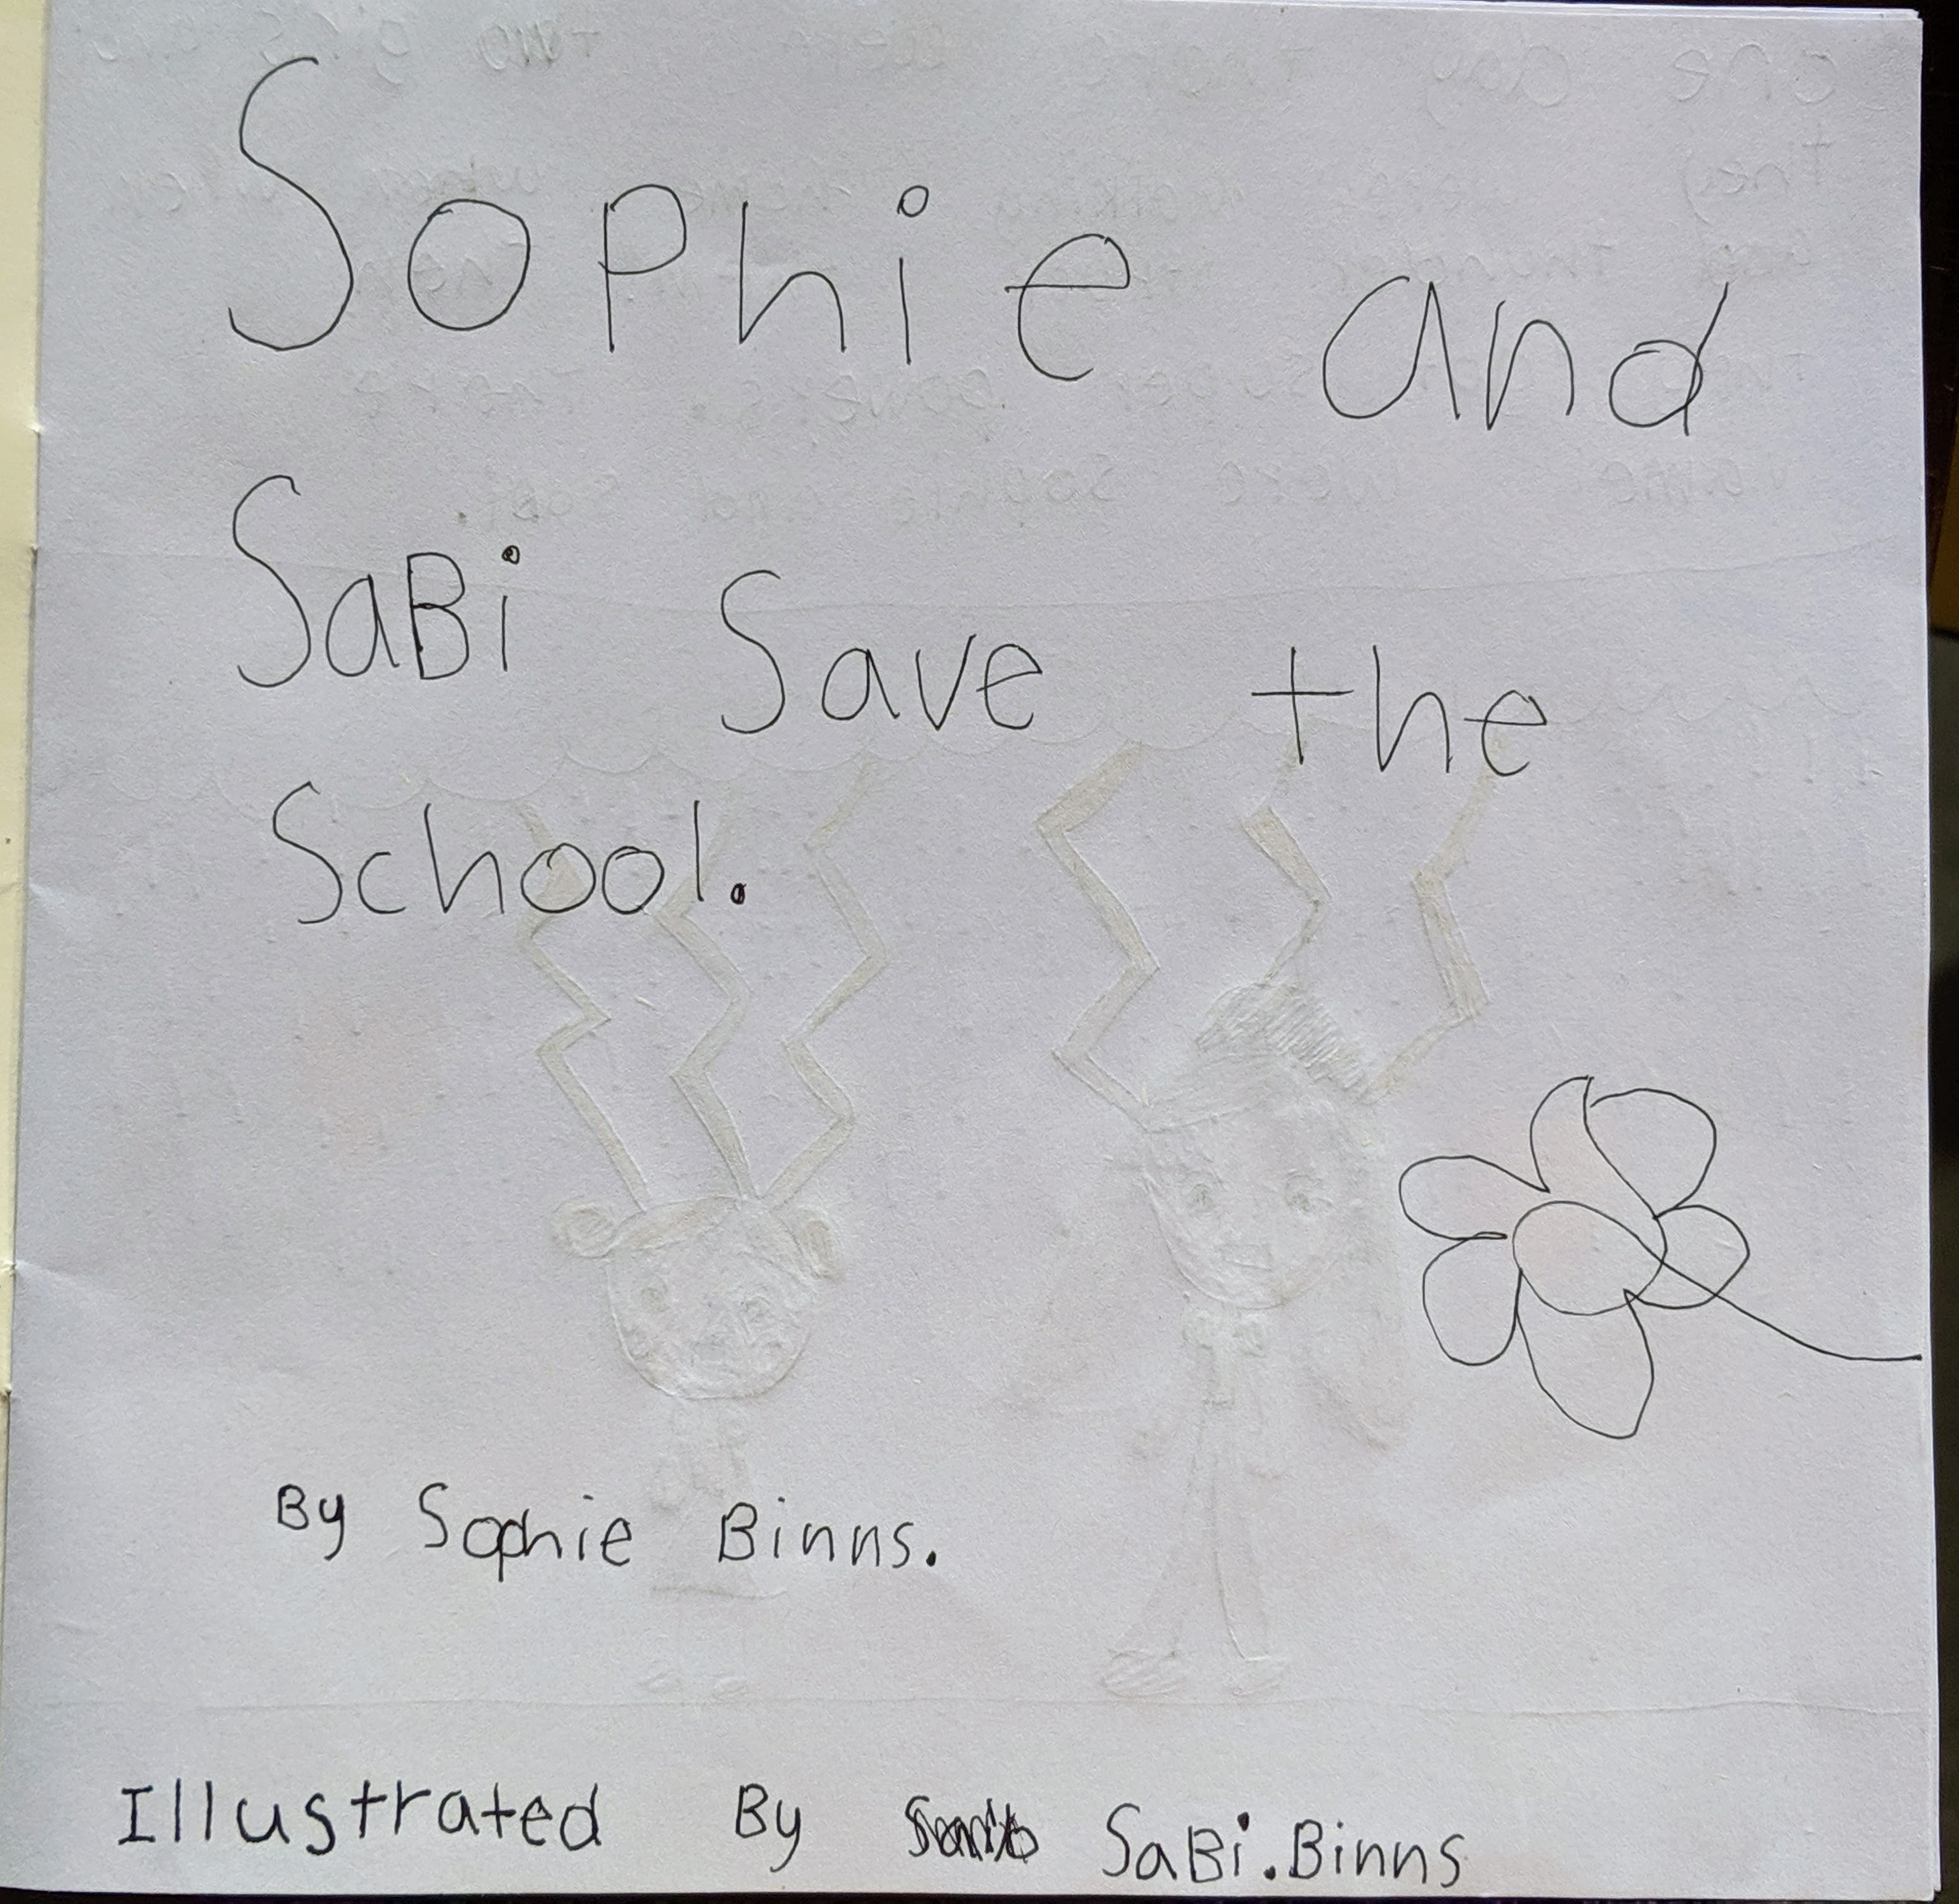 Sophie and
SaBi Save the
School.
By Sophie Binns.
Illustrated By SaBi.Binns